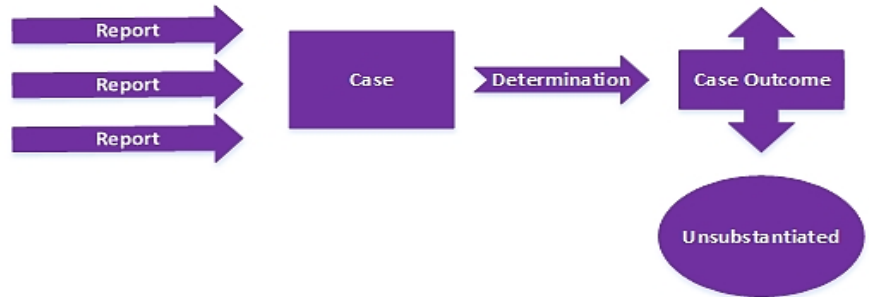 Report
Report
Report
Case
Determination
Case Outcome
Unsubstantiated